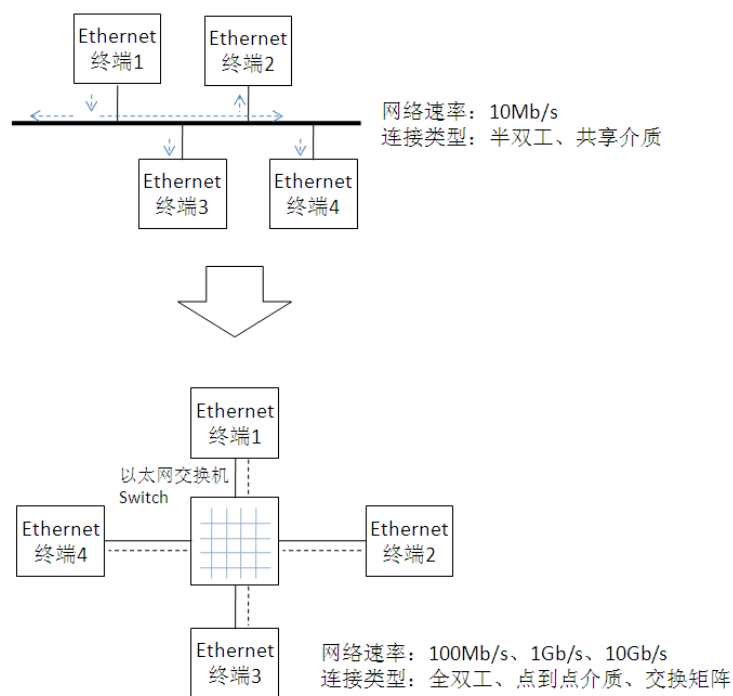 Ethernet
终端1
Ethernet
终端2
网络速率：10Mb/s
连接类型：半双工、共享介质
Ethernet
终端3
Ethernet
终端4
Ethernet
终端1
以太网交换机
Switch
Ethernet
终端4
Ethernet
终端2
Ethernet
终端3
网络速率：100Mb/s、1Gb/s、10Gb/s
连接类型：全双工、点到点介质、交换矩阵